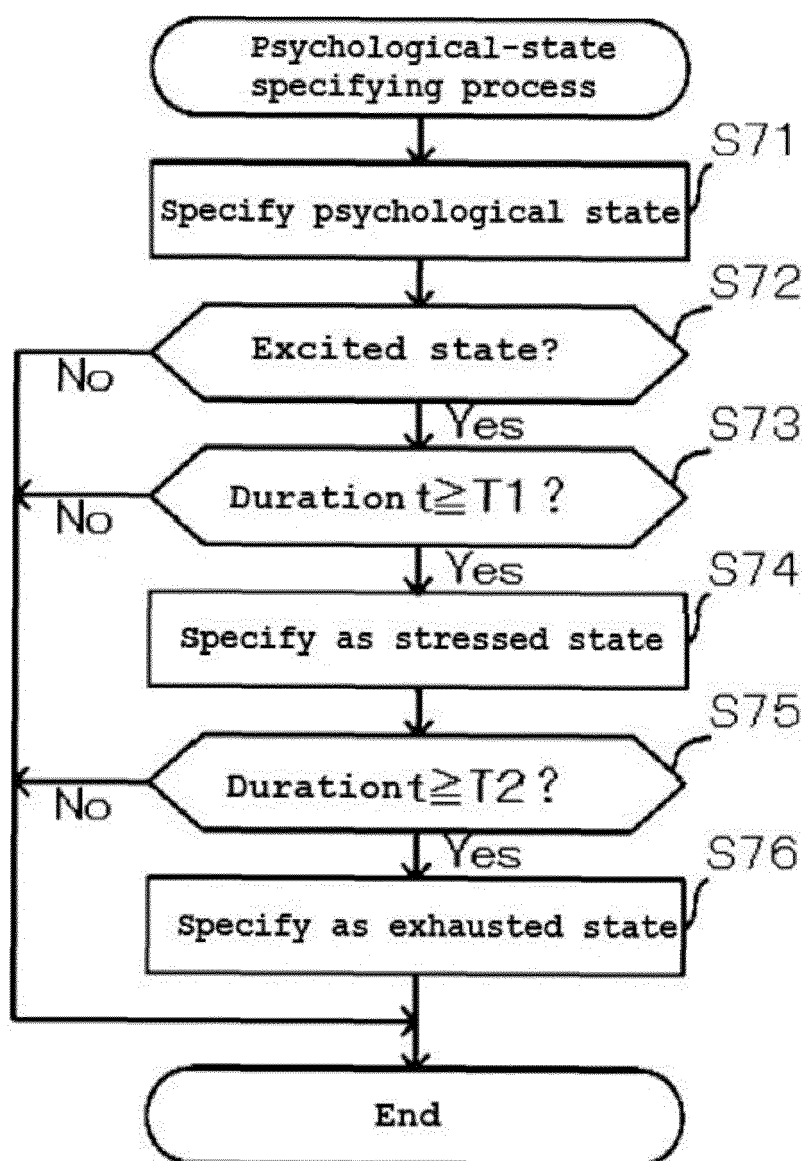 Psychological-state
specifying process
S71
Specify psychological state
S72
Excited state?
No
Yes
S73
Duration t≧T1?
No
Yes
S74
Specify as stressed state
S75
Duration t≧T2?
No
Yes
S76
Specify as exhausted state
End